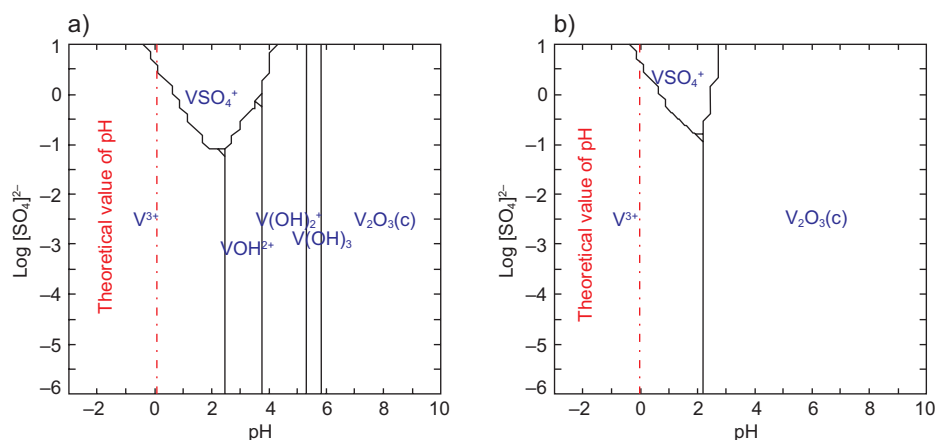 a)
1
0
–1
–2
–3
–4
–5
–6
Log [SO₄]²⁻
Theoretical value of pH
VSO₄⁺
V³⁺
VOH²⁺
V(OH)₂⁺
V(OH)₃
V₂O₃(c)
–2 0 2 4 6 8 10
pH
b)
1
0
–1
–2
–3
–4
–5
–6
Log [SO₄]²⁻
Theoretical value of pH
VSO₄⁺
V³⁺
V₂O₃(c)
–2 0 2 4 6 8 10
pH